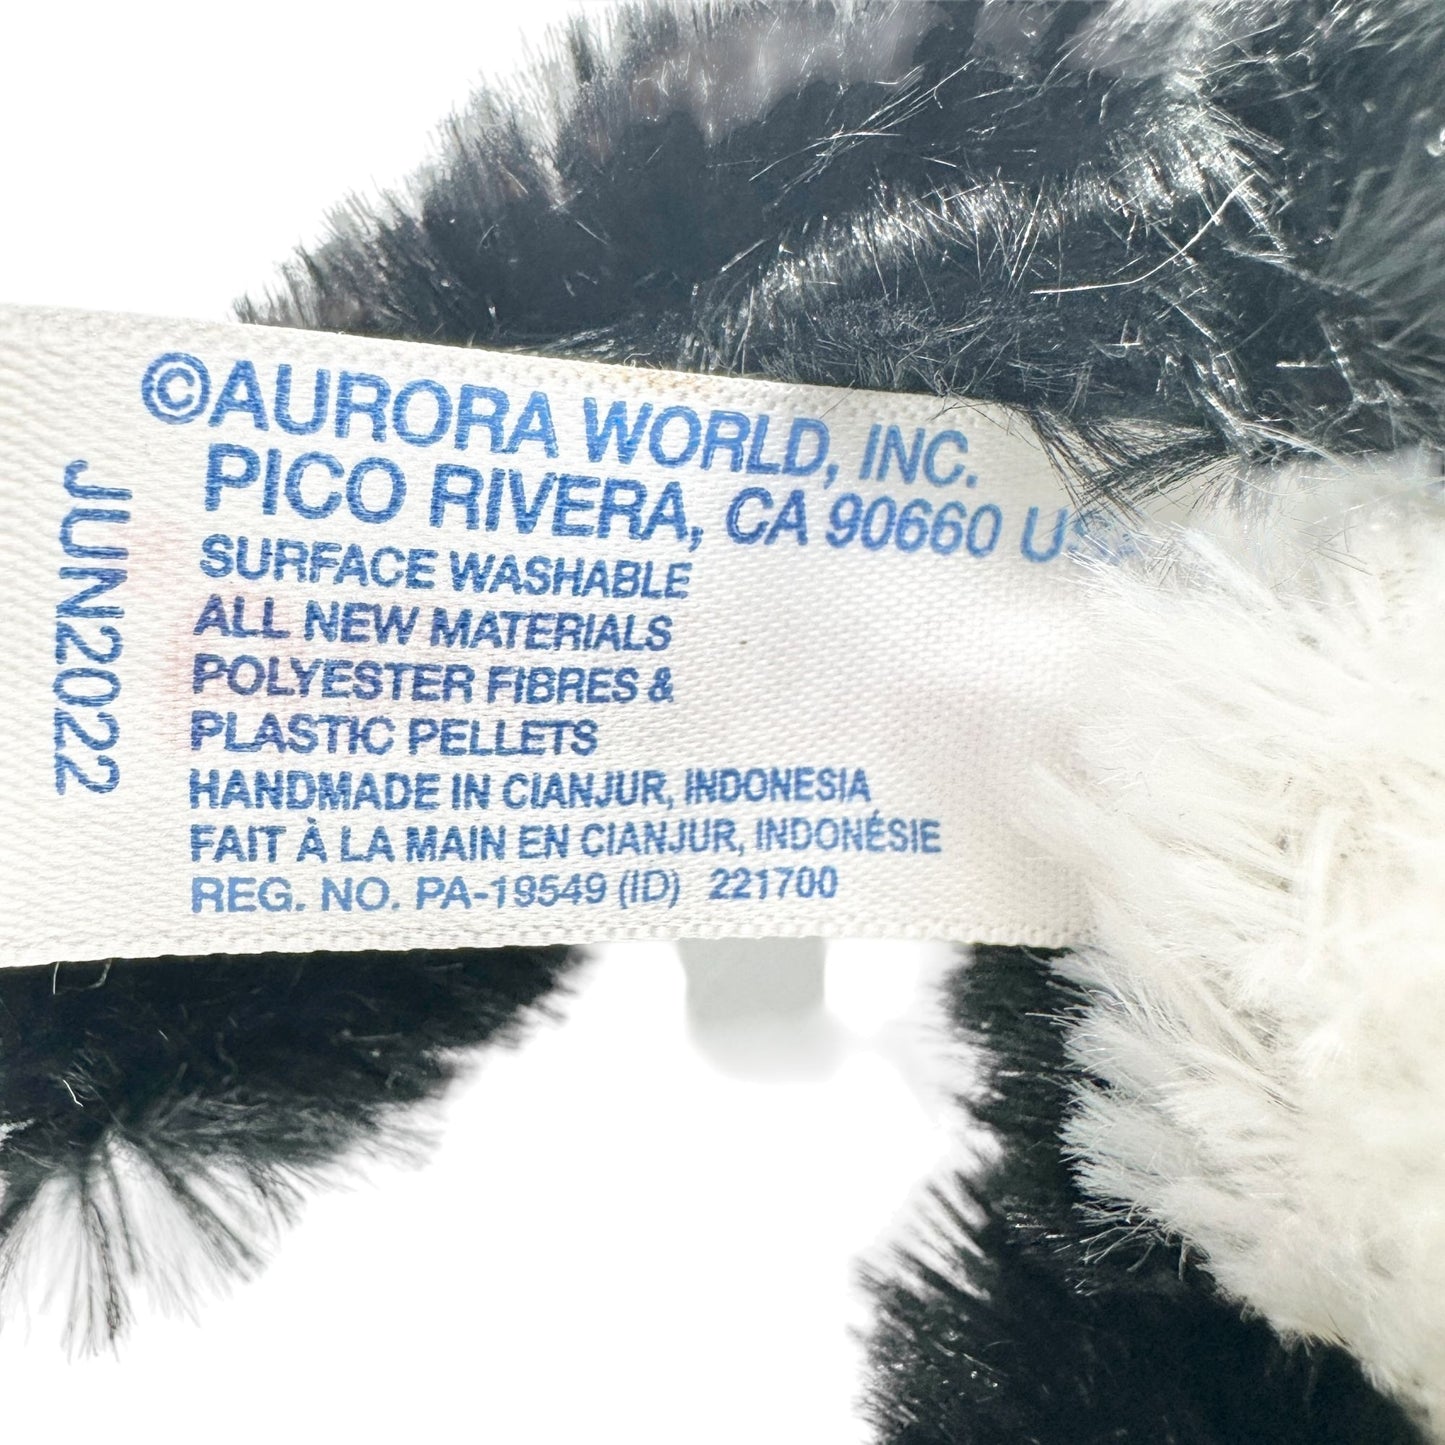 ©AURORA WORLD, INC.
PICO RIVERA, CA 90660
SURFACE WASHABLE
ALL NEW MATERIALS
POLYESTER FIBRES &
PLASTIC PELLETS
HANDMADE IN CIANJUR, INDONESIA
FAIT À LA MAIN EN CIANJUR, INDONÉSIE
REG. NO. PA-19549 (ID) 221700
JUN2022